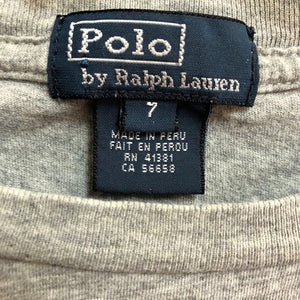 Polo
by Ralph Lauren
7
MADE IN PERU
FAIT EN PEROU
RN 41381
CA 56658